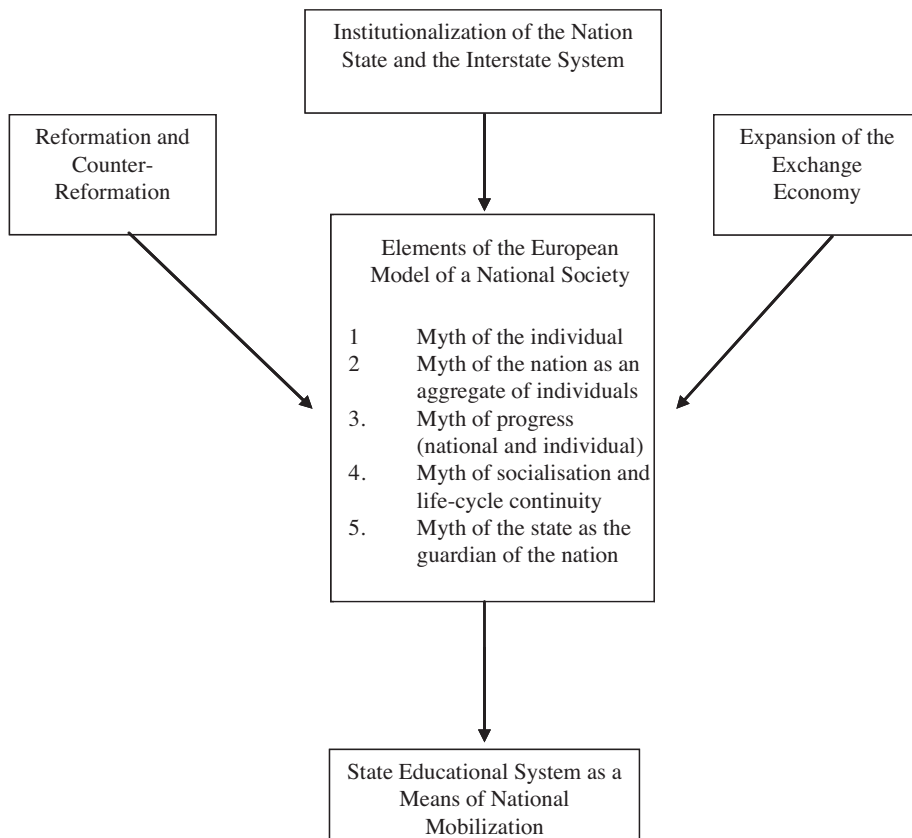 Institutionalization of the Nation
State and the Interstate System
Reformation and
Counter-
Reformation
Expansion of the
Exchange
Economy
Elements of the European
Model of a National Society
1 Myth of the individual
2 Myth of the nation as an
aggregate of individuals
3. Myth of progress
(national and individual)
4. Myth of socialisation and
life-cycle continuity
5. Myth of the state as the
guardian of the nation
State Educational System as a
Means of National
Mobilization